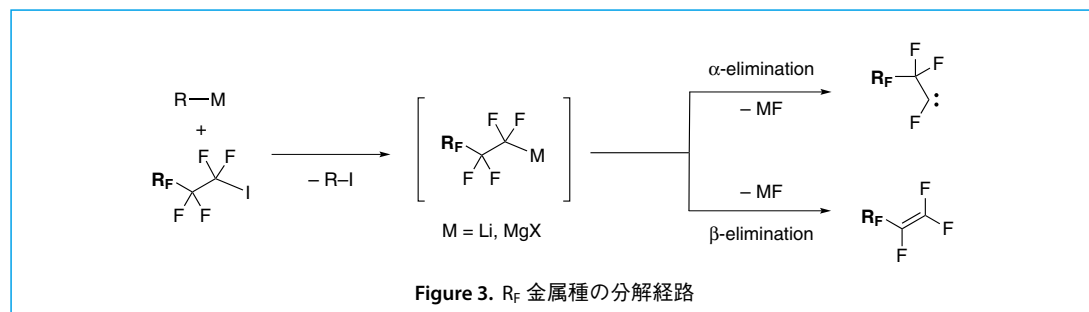 R—M
+
R_F F F F F I
– R–I
R_F F F F F M
M = Li, MgX
α-elimination
– MF
R_F F F F :
– MF
β-elimination
R_F F F F
Figure 3. R_F 金属種の分解経路